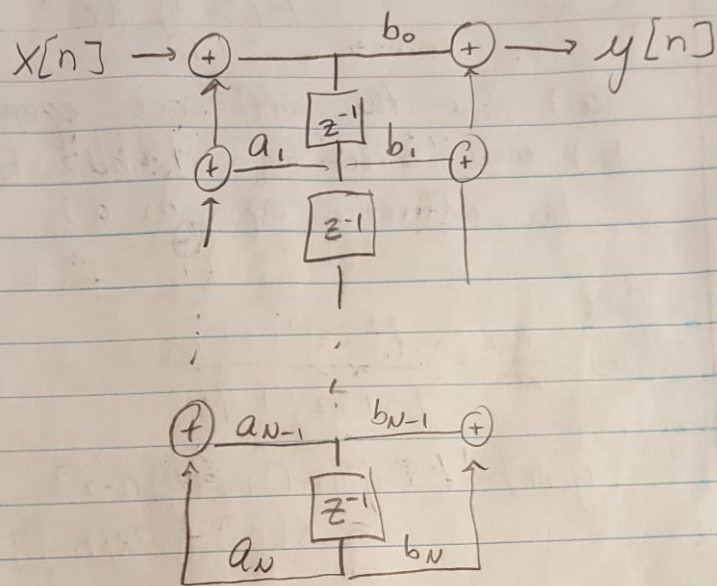 x[n] → + b₀ + → y[n]
z⁻¹
+ a₁ b₁ +
z⁻¹
+ a_{N-1} b_{N-1} +
z⁻¹
a_N b_N